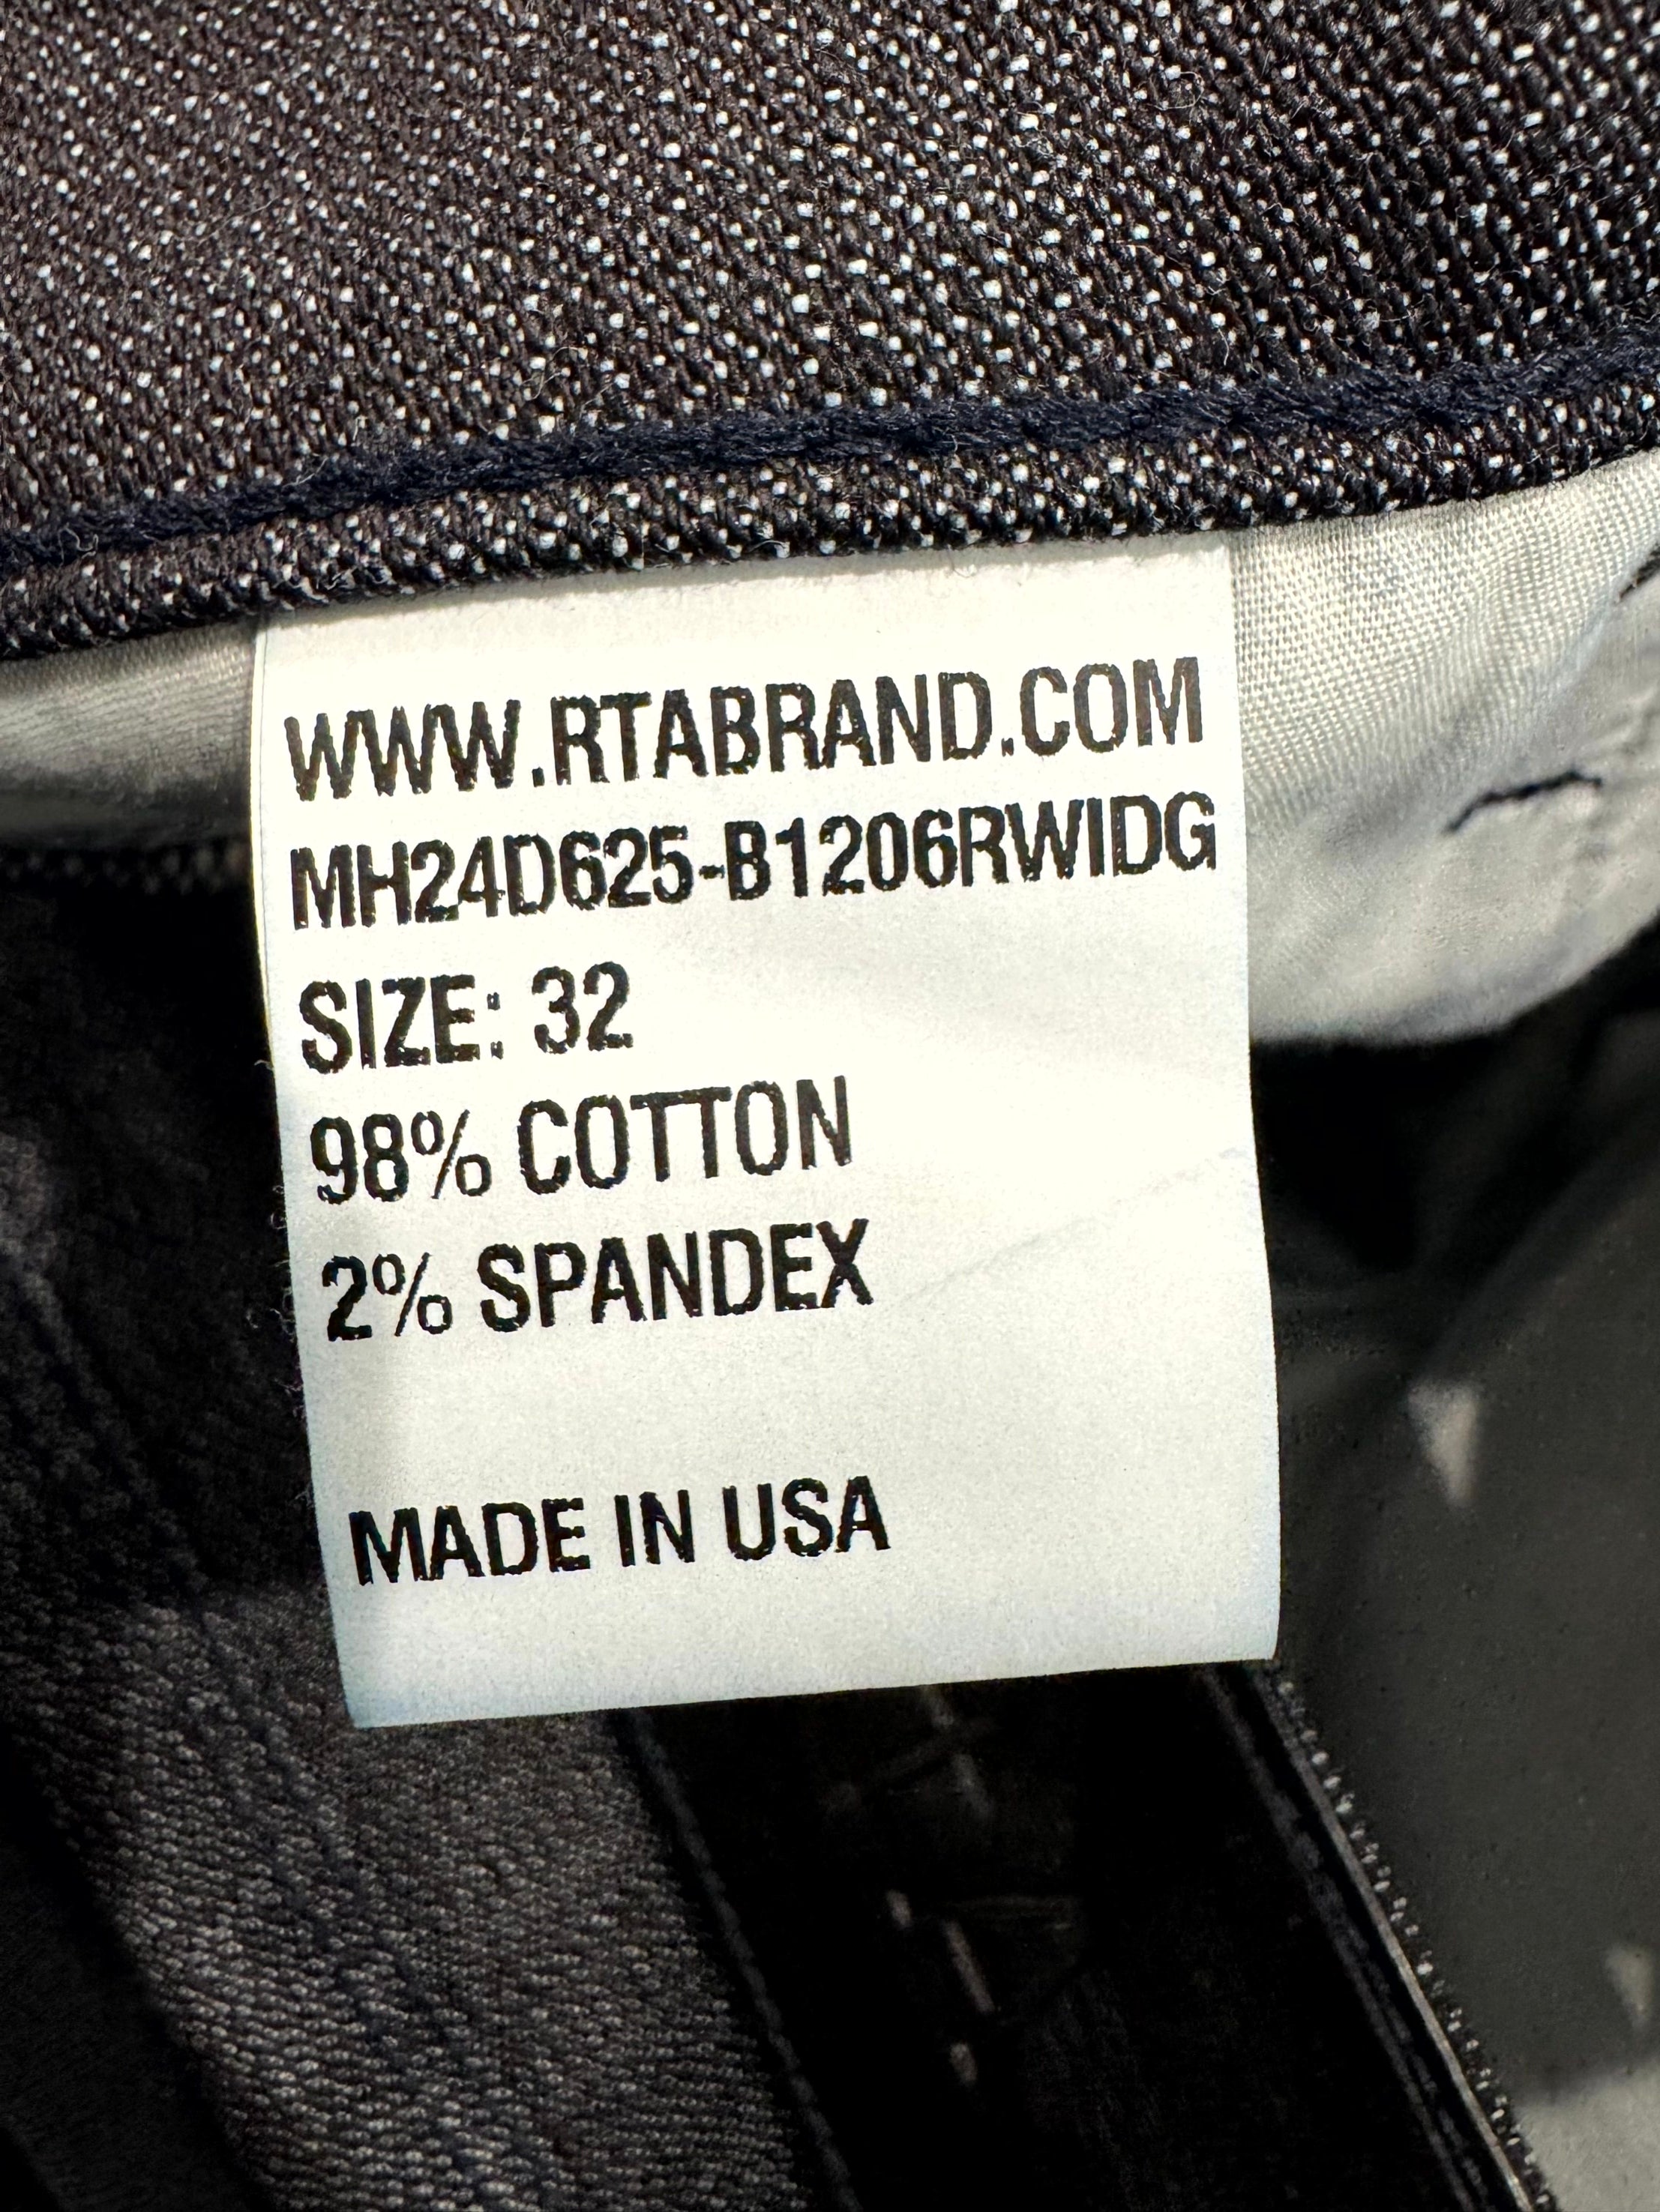 WWW.RTABRAND.COM
MH24D625-B1206RWIDG
SIZE: 32
98% COTTON
2% SPANDEX
MADE IN USA